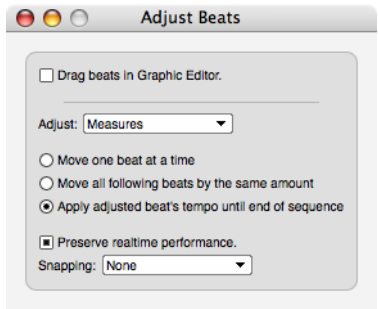 Adjust Beats
Drag beats in Graphic Editor.
Adjust: Measures
Move one beat at a time
Move all following beats by the same amount
Apply adjusted beat's tempo until end of sequence
Preserve realtime performance.
Snapping: None